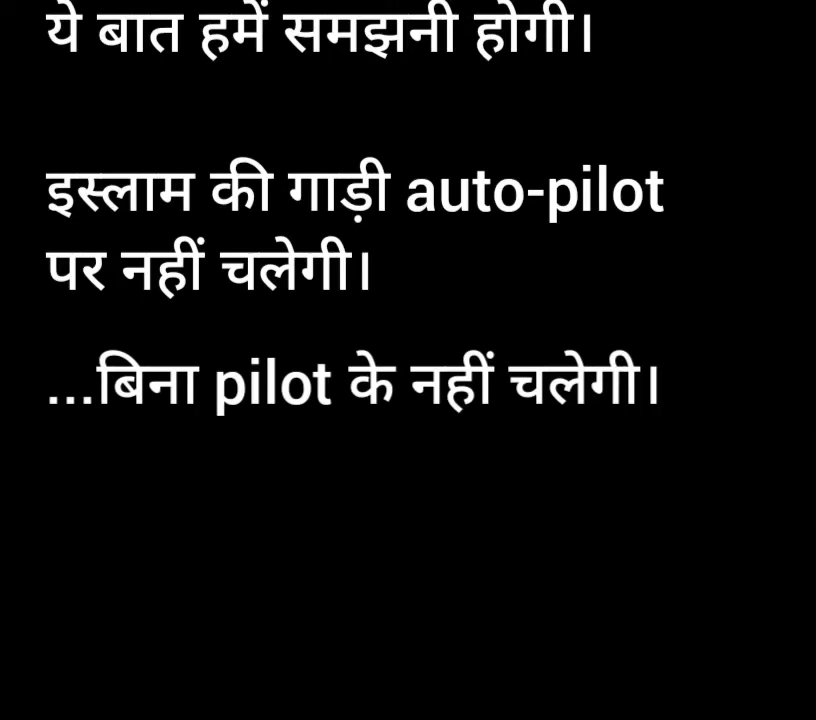 ये बात हमें समझनी होगी।
इस्लाम की गाड़ी auto-pilot
पर नहीं चलेगी।
...बिना pilot के नहीं चलेगी।